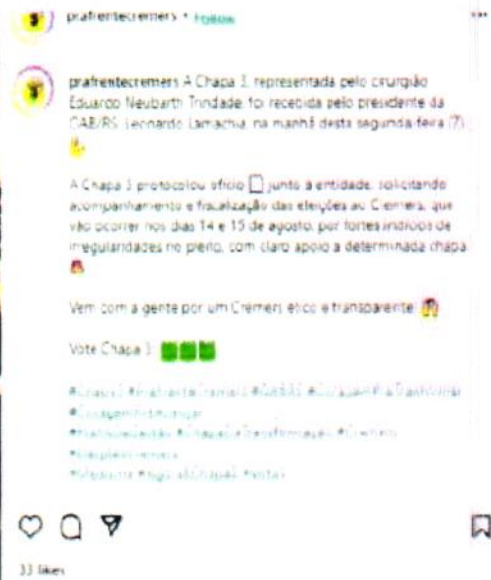 prafrentecremers • Follow
prafrentecremers A Chapa 3, representada pelo cirurgião
Eduardo Neubarth Trindade, foi recebida pelo presidente da
OAB/RS, Leonardo Lamachia, na manhã desta segunda-feira (7).
A Chapa 3 protocolou ofício junto à entidade, solicitando
acompanhamento e fiscalização das eleições ao Cremers, que
vão ocorrer nos dias 14 e 15 de agosto, por fortes indícios de
irregularidades no pleito, com claro apoio a determinada chapa.
Vem com a gente por um Cremers ético e transparente!
Vote Chapa 3
33 likes